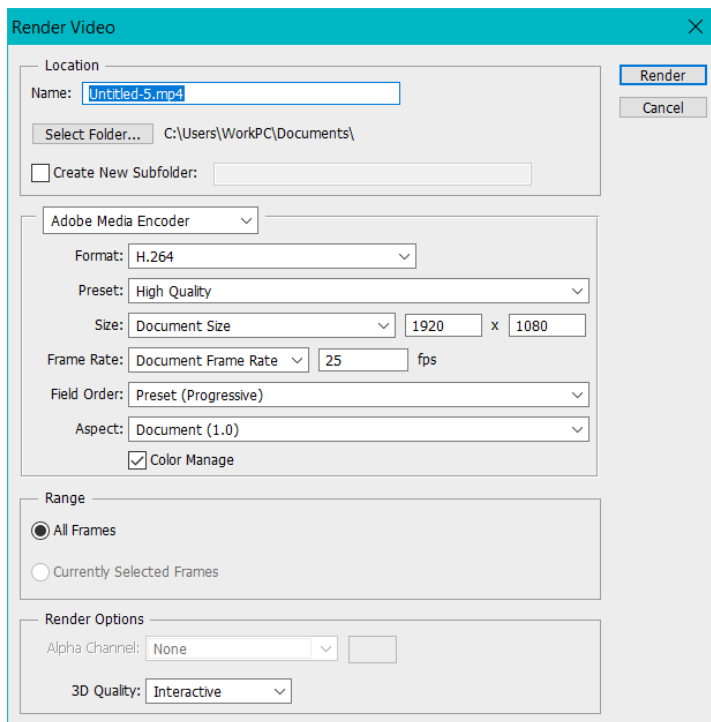 Render Video
Location
Name: Untitled-5.mp4
Render
Cancel
Select Folder... C:\Users\WorkPC\Documents\
Create New Subfolder:
Adobe Media Encoder
Format: H.264
Preset: High Quality
Size: Document Size 1920 x 1080
Frame Rate: Document Frame Rate 25 fps
Field Order: Preset (Progressive)
Aspect: Document (1.0)
Color Manage
Range
All Frames
Currently Selected Frames
Render Options
Alpha Channel: None
3D Quality: Interactive